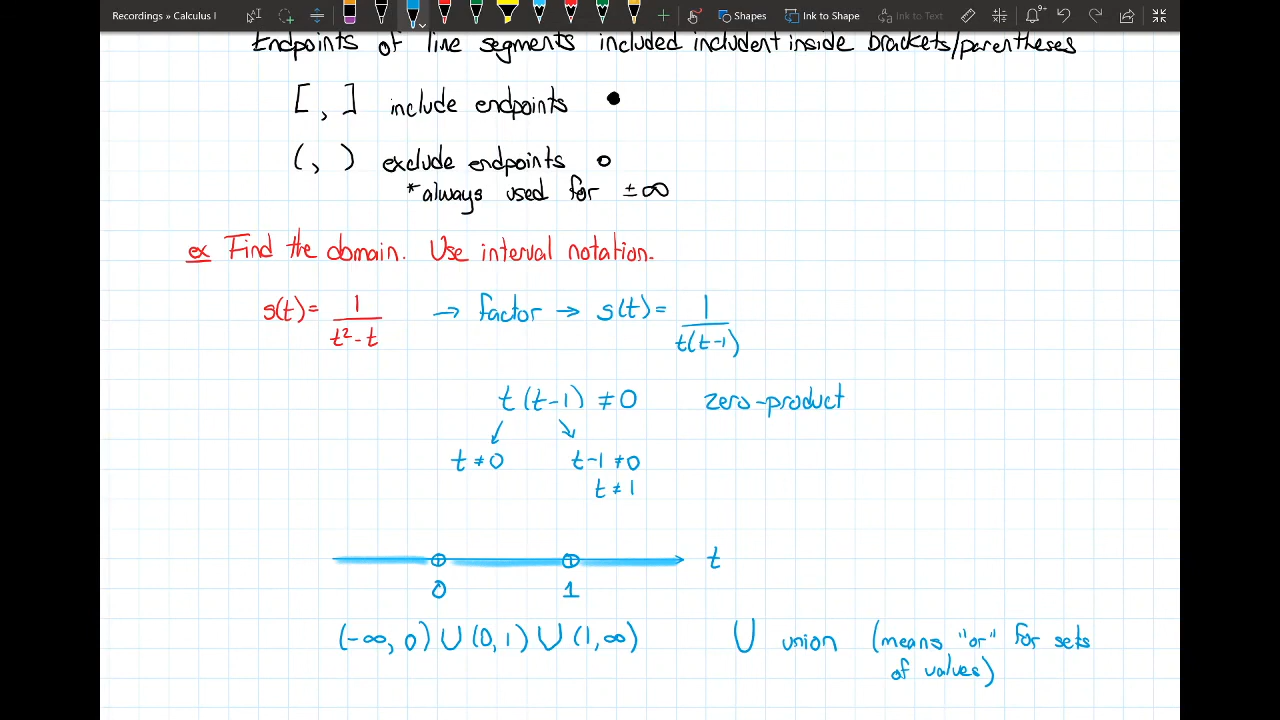 Recordings » Calculus I
Shapes
Ink to Shape
Ink to Text
9+
Endpoints of line segments included includent inside brackets/parentheses
[ , ] include endpoints •
( , ) exclude endpoints ∘
*always used for ±∞
ex Find the domain. Use interval notation.
s(t) = 1/(t² - t) → factor → s(t) = 1/(t(t-1))
t(t-1) ≠ 0 zero-product
t ≠ 0 t-1 ≠ 0
t ≠ 1
t
0 1
(-∞, 0) ∪ (0, 1) ∪ (1, ∞) ∪ union (means "or" for sets
of values)